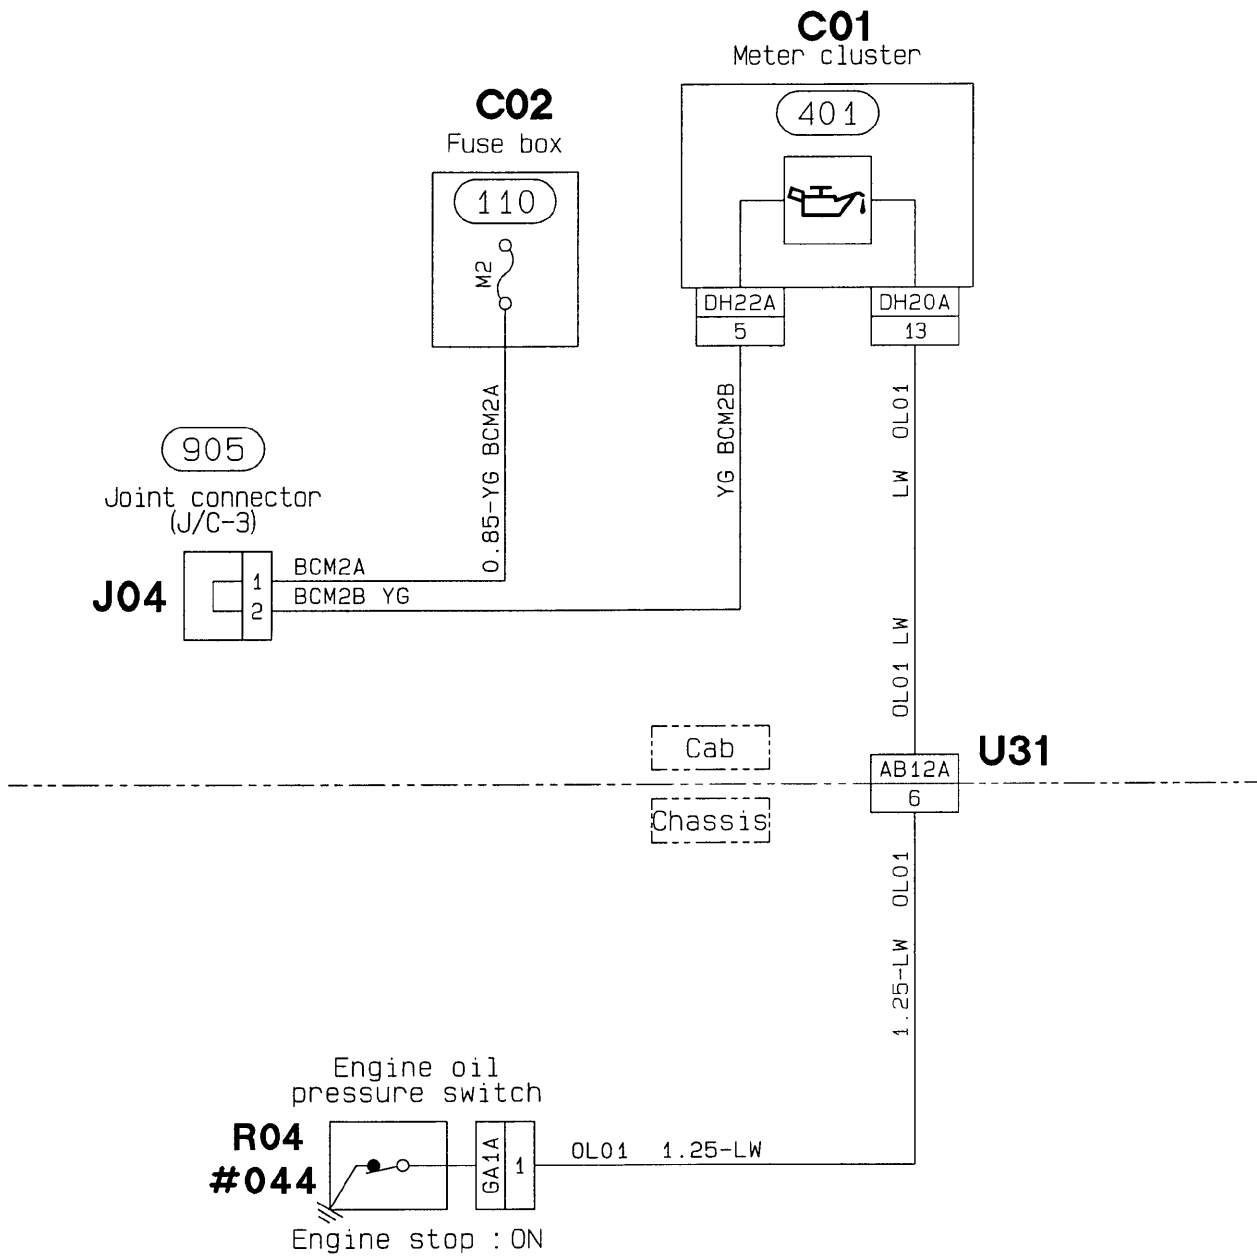 C01
Meter cluster
401
C02
Fuse box
110
M2
DH22A
5
DH20A
13
0.85-YG BCM2A
YG BCM2B
LW OL01
905
Joint connector
(J/C-3)
J04
1
2
BCM2A
BCM2B YG
OL01 LW
Cab
U31
AB12A
6
Chassis
1.25-LW OL01
Engine oil
pressure switch
R04
#044
GA1A
1
OL01 1.25-LW
Engine stop : ON